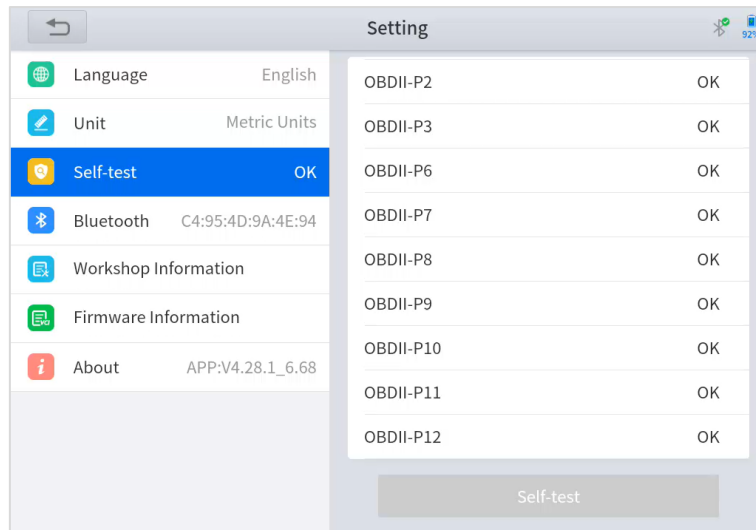 Setting
92%
Language English
Unit Metric Units
Self-test OK
Bluetooth C4:95:4D:9A:4E:94
Workshop Information
Firmware Information
About APP:V4.28.1_6.68
OBDII-P2 OK
OBDII-P3 OK
OBDII-P6 OK
OBDII-P7 OK
OBDII-P8 OK
OBDII-P9 OK
OBDII-P10 OK
OBDII-P11 OK
OBDII-P12 OK
Self-test